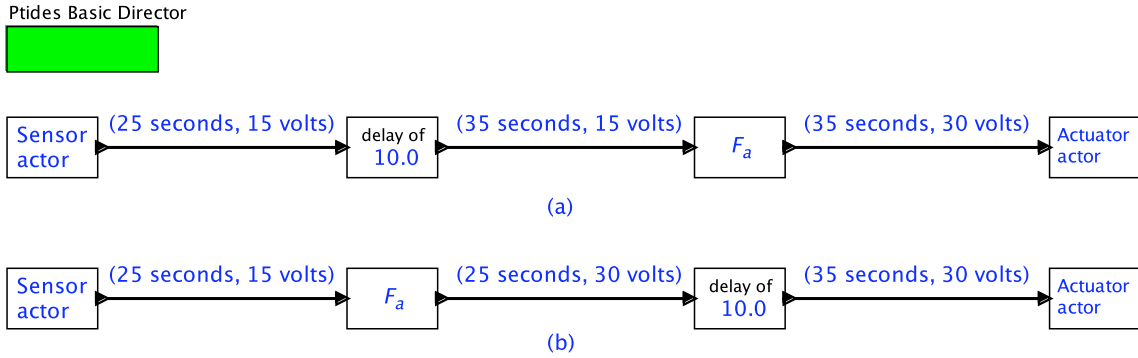 Ptides Basic Director
(25 seconds, 15 volts) (35 seconds, 15 volts) (35 seconds, 30 volts)
Sensor delay of Actuator
actor 10.0 Fa actor
(a)
(25 seconds, 15 volts) (25 seconds, 30 volts) (35 seconds, 30 volts)
Sensor delay of Actuator
actor Fa 10.0 actor
(b)